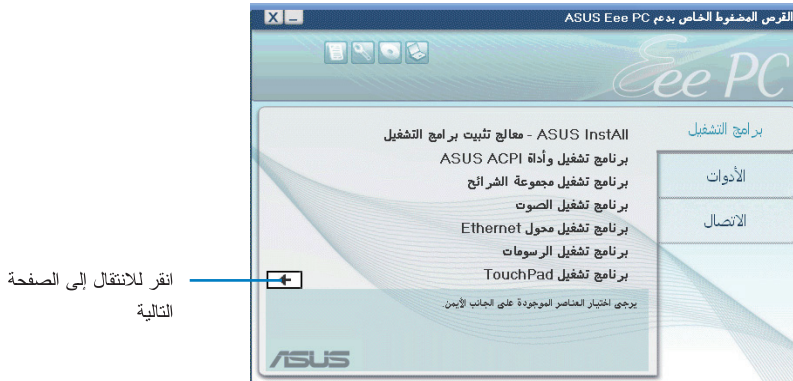 القرص المضغوط الخاص بدعم ASUS Eee PC
Eee PC
برامج التشغيل
الأدوات
الاتصال
ASUS InstAll - معالج تثبيت برامج التشغيل
برنامج تشغيل وأداة ASUS ACPI
برنامج تشغيل مجموعة الشرائح
برنامج تشغيل الصوت
برنامج تشغيل محول Ethernet
برنامج تشغيل الرسومات
برنامج تشغيل TouchPad
يرجى اختيار العناصر الموجودة على الجانب الأيمن.
ASUS
انقر للانتقال إلى الصفحة
التالية